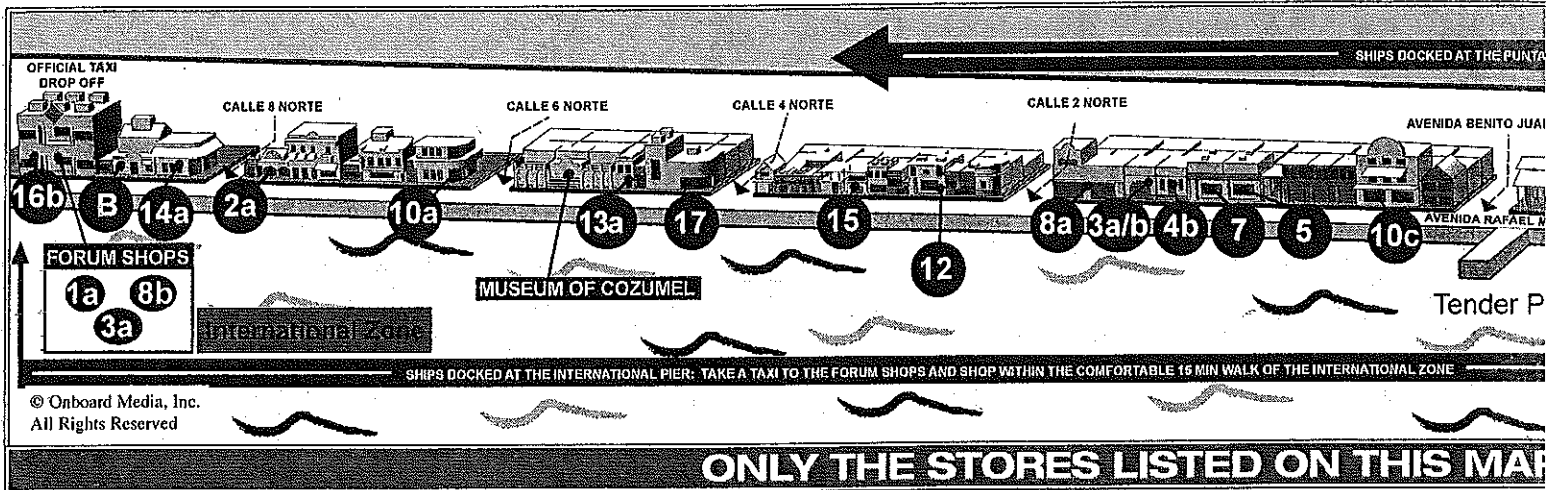 SHIPS DOCKED AT THE PUNTA
OFFICIAL TAXI
DROP OFF
CALLE 8 NORTE
CALLE 6 NORTE
CALLE 4 NORTE
CALLE 2 NORTE
AVENIDA BENITO JUAR
16b
B
14a
2a
10a
13a
17
15
12
8a
3a/b
4b
7
5
10c
AVENIDA RAFAEL M
FORUM SHOPS
1a
8b
3a
International Zone
MUSEUM OF COZUMEL
Tender P
SHIPS DOCKED AT THE INTERNATIONAL PIER: TAKE A TAXI TO THE FORUM SHOPS AND SHOP WITHIN THE COMFORTABLE 15 MIN WALK OF THE INTERNATIONAL ZONE
© Onboard Media, Inc.
All Rights Reserved
ONLY THE STORES LISTED ON THIS MAP